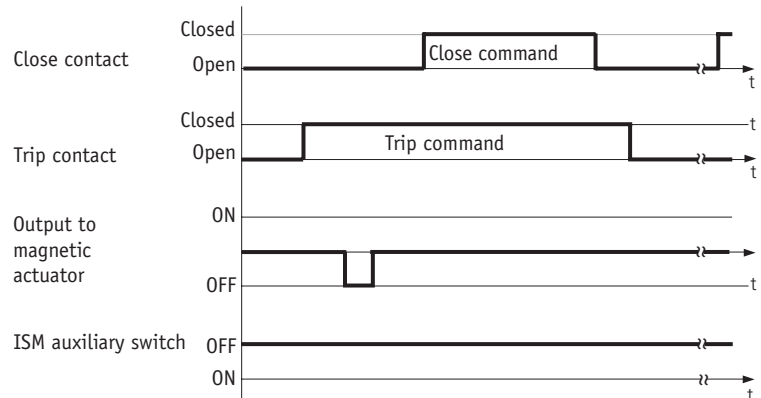 Closed
Close contact
Open
Close command
t
Closed
t
Trip contact
Open
Trip command
t
ON
Output to
magnetic
actuator
OFF
t
ISM auxiliary switch
OFF
ON
t